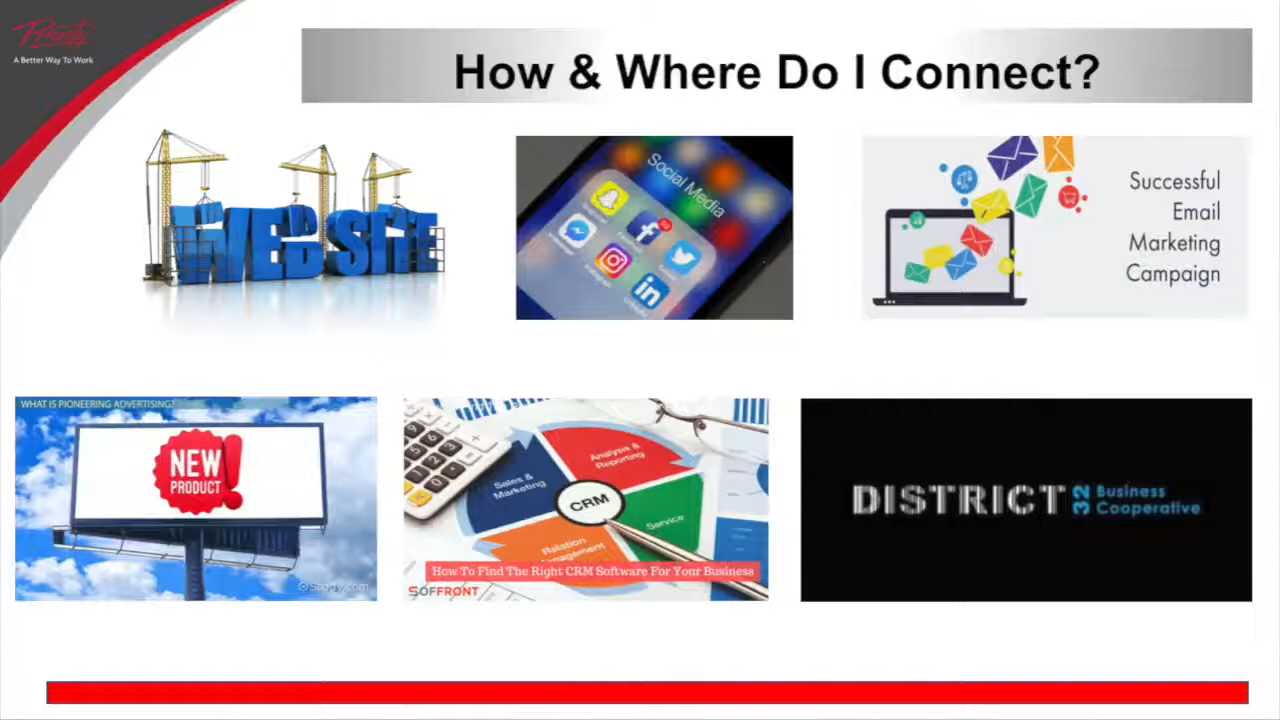 A Better Way To Work
How & Where Do I Connect?
WEBSITE
Social Media
Successful
Email
Marketing
Campaign
WHAT IS PIONEERING ADVERTISING?
NEW
PRODUCT
Analysis &
Reporting
Sales &
Marketing
CRM
Service
Relation
How To Find The Right CRM Software For Your Business
SOFFRONT
DISTRICT 32 Business
Cooperative